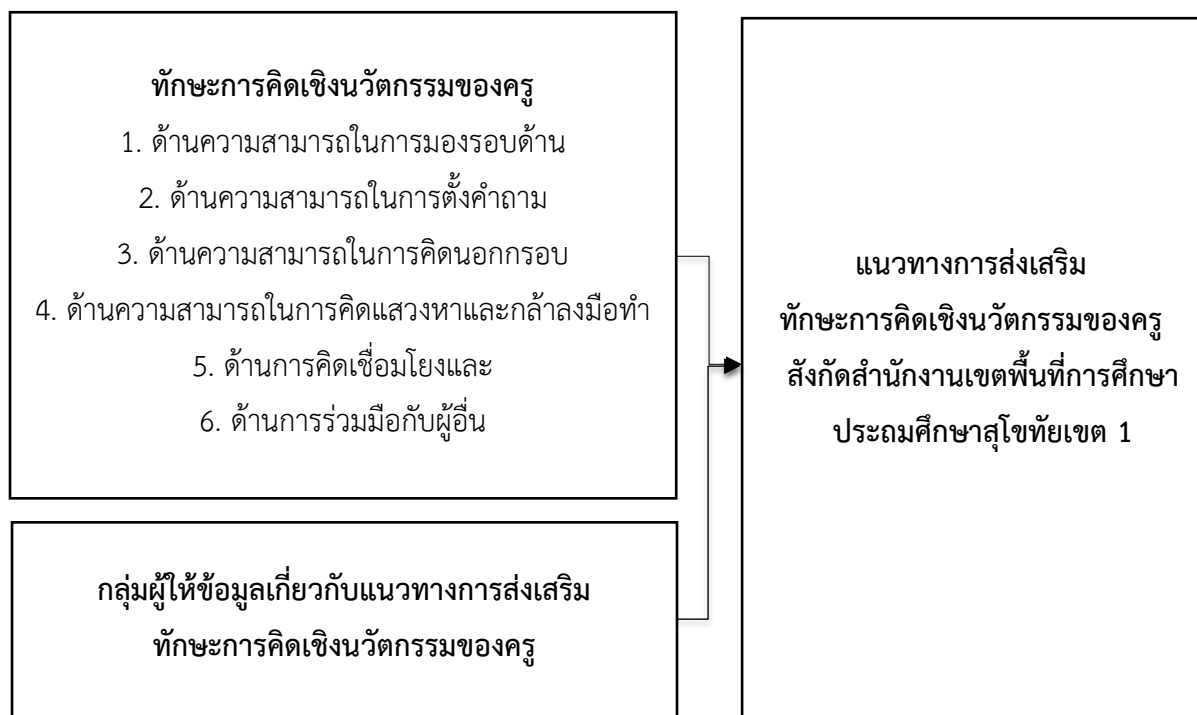 ทักษะการคิดเชิงนวัตกรรมของครู
1. ด้านความสามารถในการมองรอบด้าน
2. ด้านความสามารถในการตั้งคำถาม
3. ด้านความสามารถในการคิดนอกกรอบ
4. ด้านความสามารถในการคิดแสวงหาและกล้าลงมือทำ
5. ด้านการคิดเชื่อมโยงและ
6. ด้านการร่วมมือกับผู้อื่น
กลุ่มผู้ให้ข้อมูลเกี่ยวกับแนวทางการส่งเสริม
ทักษะการคิดเชิงนวัตกรรมของครู
แนวทางการส่งเสริม
ทักษะการคิดเชิงนวัตกรรมของครู
สังกัดสำนักงานเขตพื้นที่การศึกษา
ประถมศึกษาสุโขทัยเขต 1